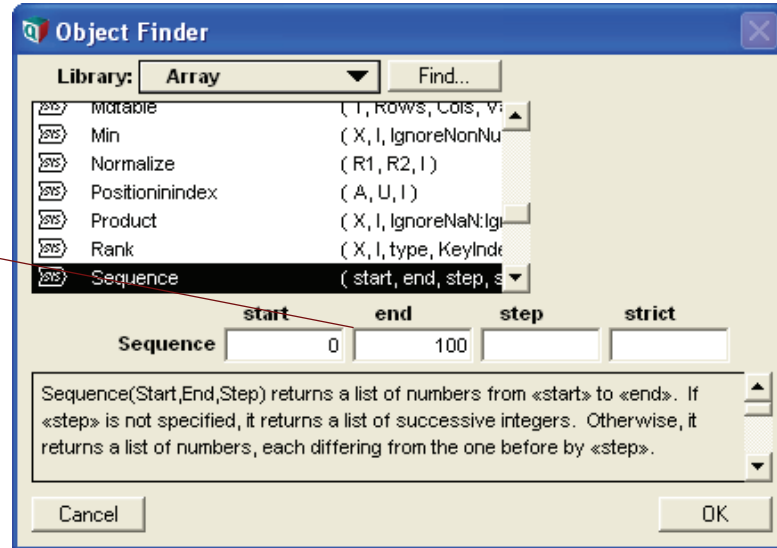 Object Finder
Library: Array Find...
Mdtable ( T, Rows, Cols, V
Min ( X, I, IgnoreNonNu
Normalize ( R1, R2, I )
Positioninindex ( A, U, I )
Product ( X, I, IgnoreNaN:Ig
Rank ( X, I, type, KeyInde
Sequence ( start, end, step, s
start end step strict
Sequence 0 100
Sequence(Start,End,Step) returns a list of numbers from «start» to «end». If
«step» is not specified, it returns a list of successive integers. Otherwise, it
returns a list of numbers, each differing from the one before by «step».
Cancel OK